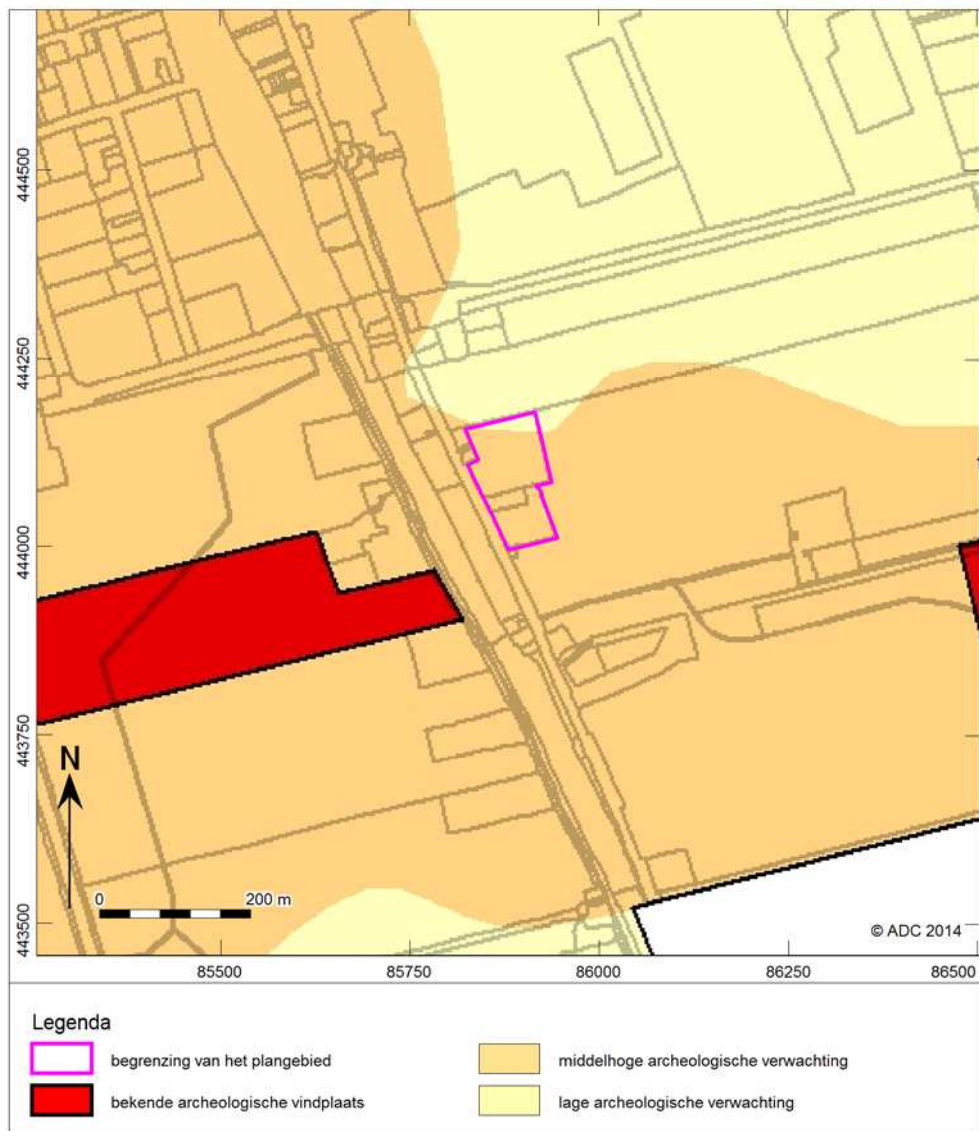 444500
444250
444000
443750
443500
N
0 200 m
© ADC 2014
85500 85750 86000 86250 86500
Legenda
begrenzing van het plangebied
middelhoge archeologische verwachting
bekende archeologische vindplaats
lage archeologische verwachting